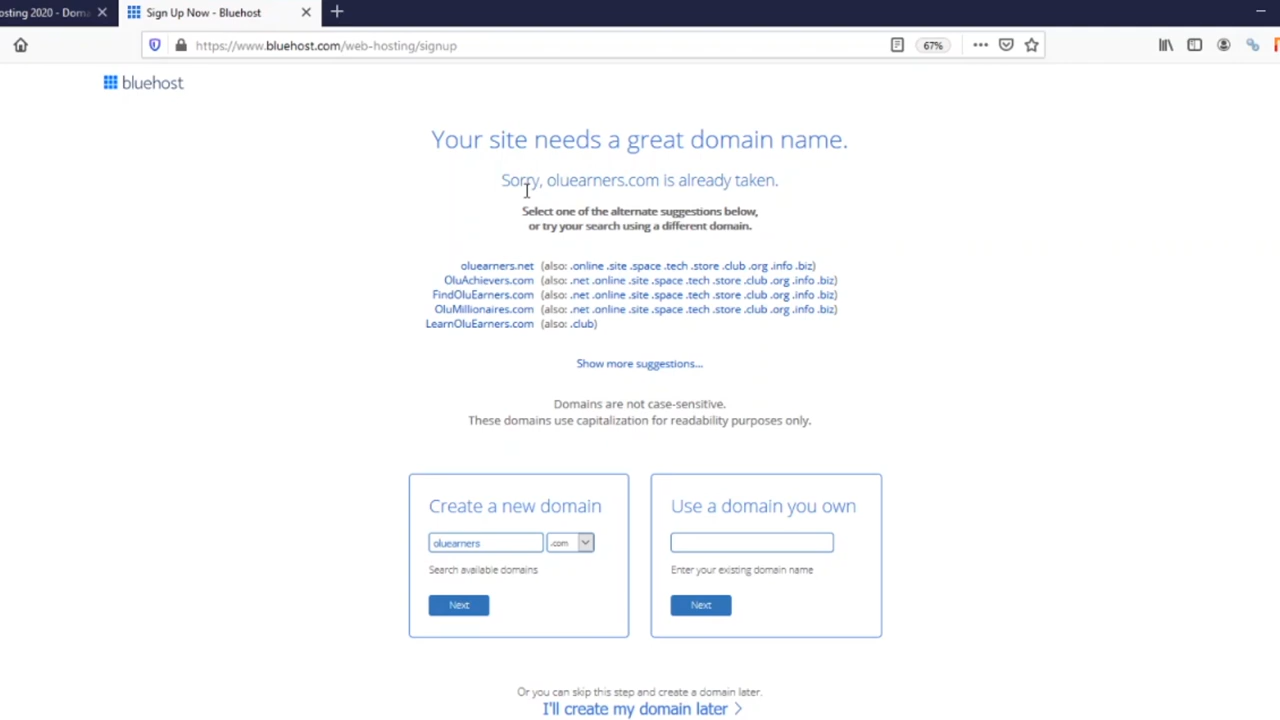 osting 2020 - Doma
Sign Up Now - Bluehost
https://www.bluehost.com/web-hosting/signup
67%
bluehost
Your site needs a great domain name.
Sorry, oluearners.com is already taken.
Select one of the alternate suggestions below,
or try your search using a different domain.
oluearners.net (also: .online .site .space .tech .store .club .org .info .biz)
OluAchievers.com (also: .net .online .site .space .tech .store .club .org .info .biz)
FindOluEarners.com (also: .net .online .site .space .tech .store .club .org .info .biz)
OluMillionaires.com (also: .net .online .site .space .tech .store .club .org .info .biz)
LearnOluEarners.com (also: .club)
Show more suggestions...
Domains are not case-sensitive.
These domains use capitalization for readability purposes only.
Create a new domain
oluearners .com
Search available domains
Next
Use a domain you own
Enter your existing domain name
Next
Or you can skip this step and create a domain later.
I'll create my domain later